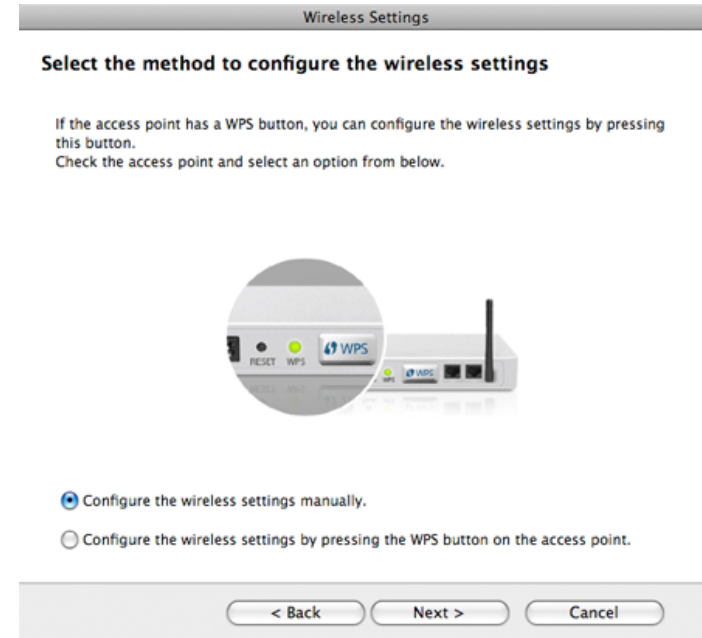 Wireless Settings
Select the method to configure the wireless settings
If the access point has a WPS button, you can configure the wireless settings by pressing
this button.
Check the access point and select an option from below.
WPS
RESET WPS
WPS WPS
Configure the wireless settings manually.
Configure the wireless settings by pressing the WPS button on the access point.
< Back Next > Cancel